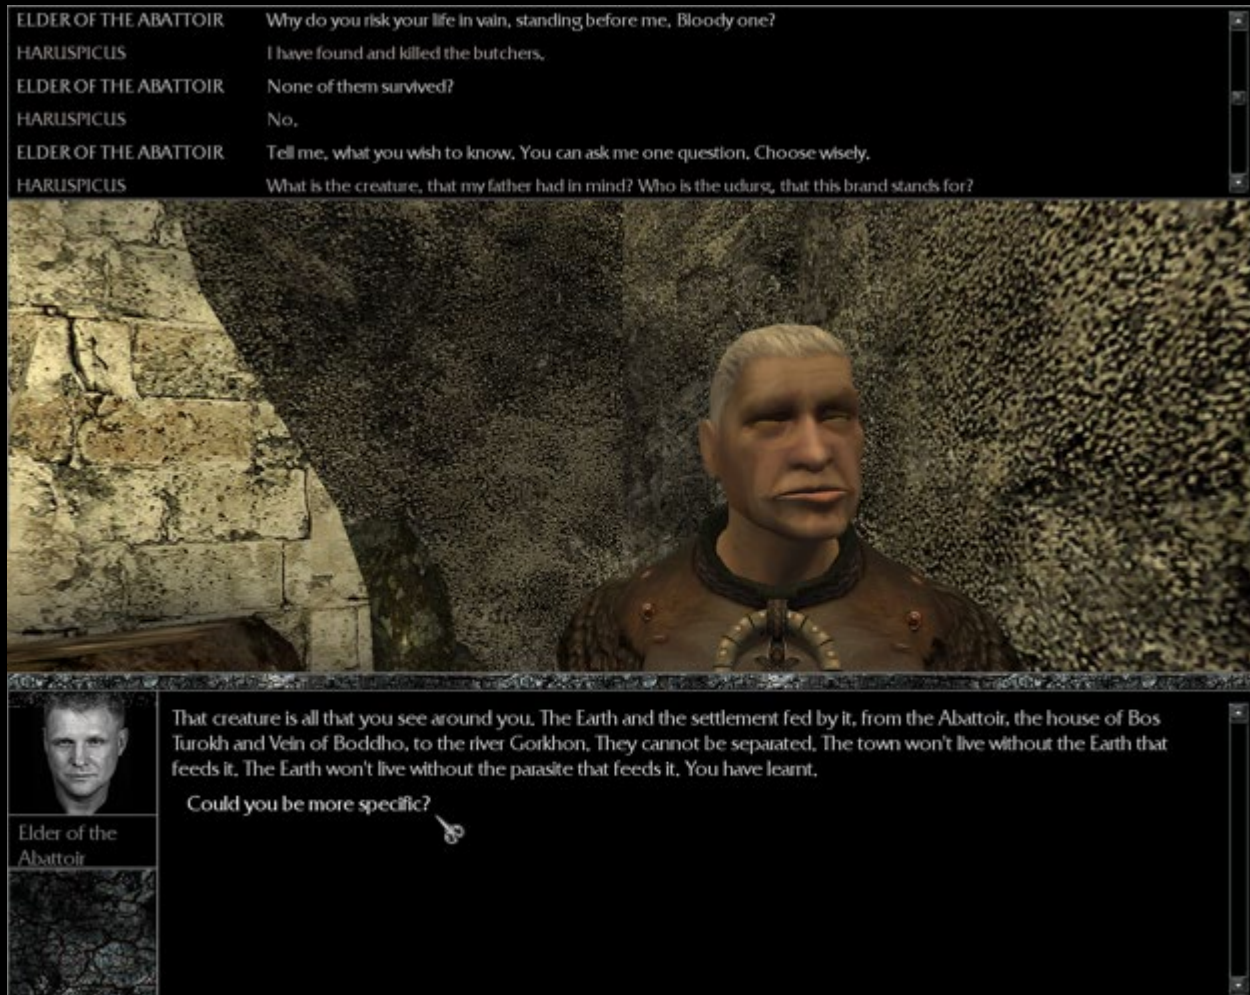 ELDER OF THE ABATTOIR Why do you risk your life in vain, standing before me, Bloody one?
HARUSPICUS I have found and killed the butchers.
ELDER OF THE ABATTOIR None of them survived?
HARUSPICUS No.
ELDER OF THE ABATTOIR Tell me, what you wish to know. You can ask me one question. Choose wisely.
HARUSPICUS What is the creature, that my father had in mind? Who is the udurg, that this brand stands for?
That creature is all that you see around you. The Earth and the settlement fed by it, from the Abattoir, the house of Bos
Turokh and Vein of Boddho, to the river Gorkhon. They cannot be separated. The town won't live without the Earth that
feeds it. The Earth won't live without the parasite that feeds it. You have learnt.
Could you be more specific?
Elder of the
Abattoir